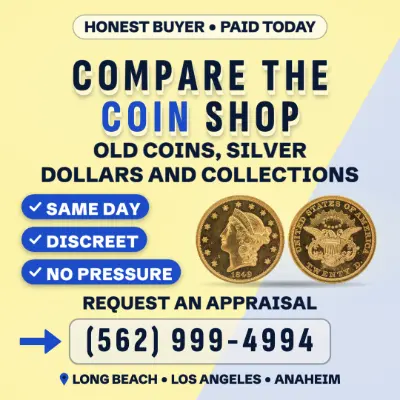 HONEST BUYER • PAID TODAY
COMPARE THE
COIN SHOP
OLD COINS, SILVER
DOLLARS AND COLLECTIONS
SAME DAY
DISCREET
NO PRESSURE
1849
UNITED STATES OF AMERICA
TWENTY D.
REQUEST AN APPRAISAL
(562) 999-4994
LONG BEACH • LOS ANGELES • ANAHEIM